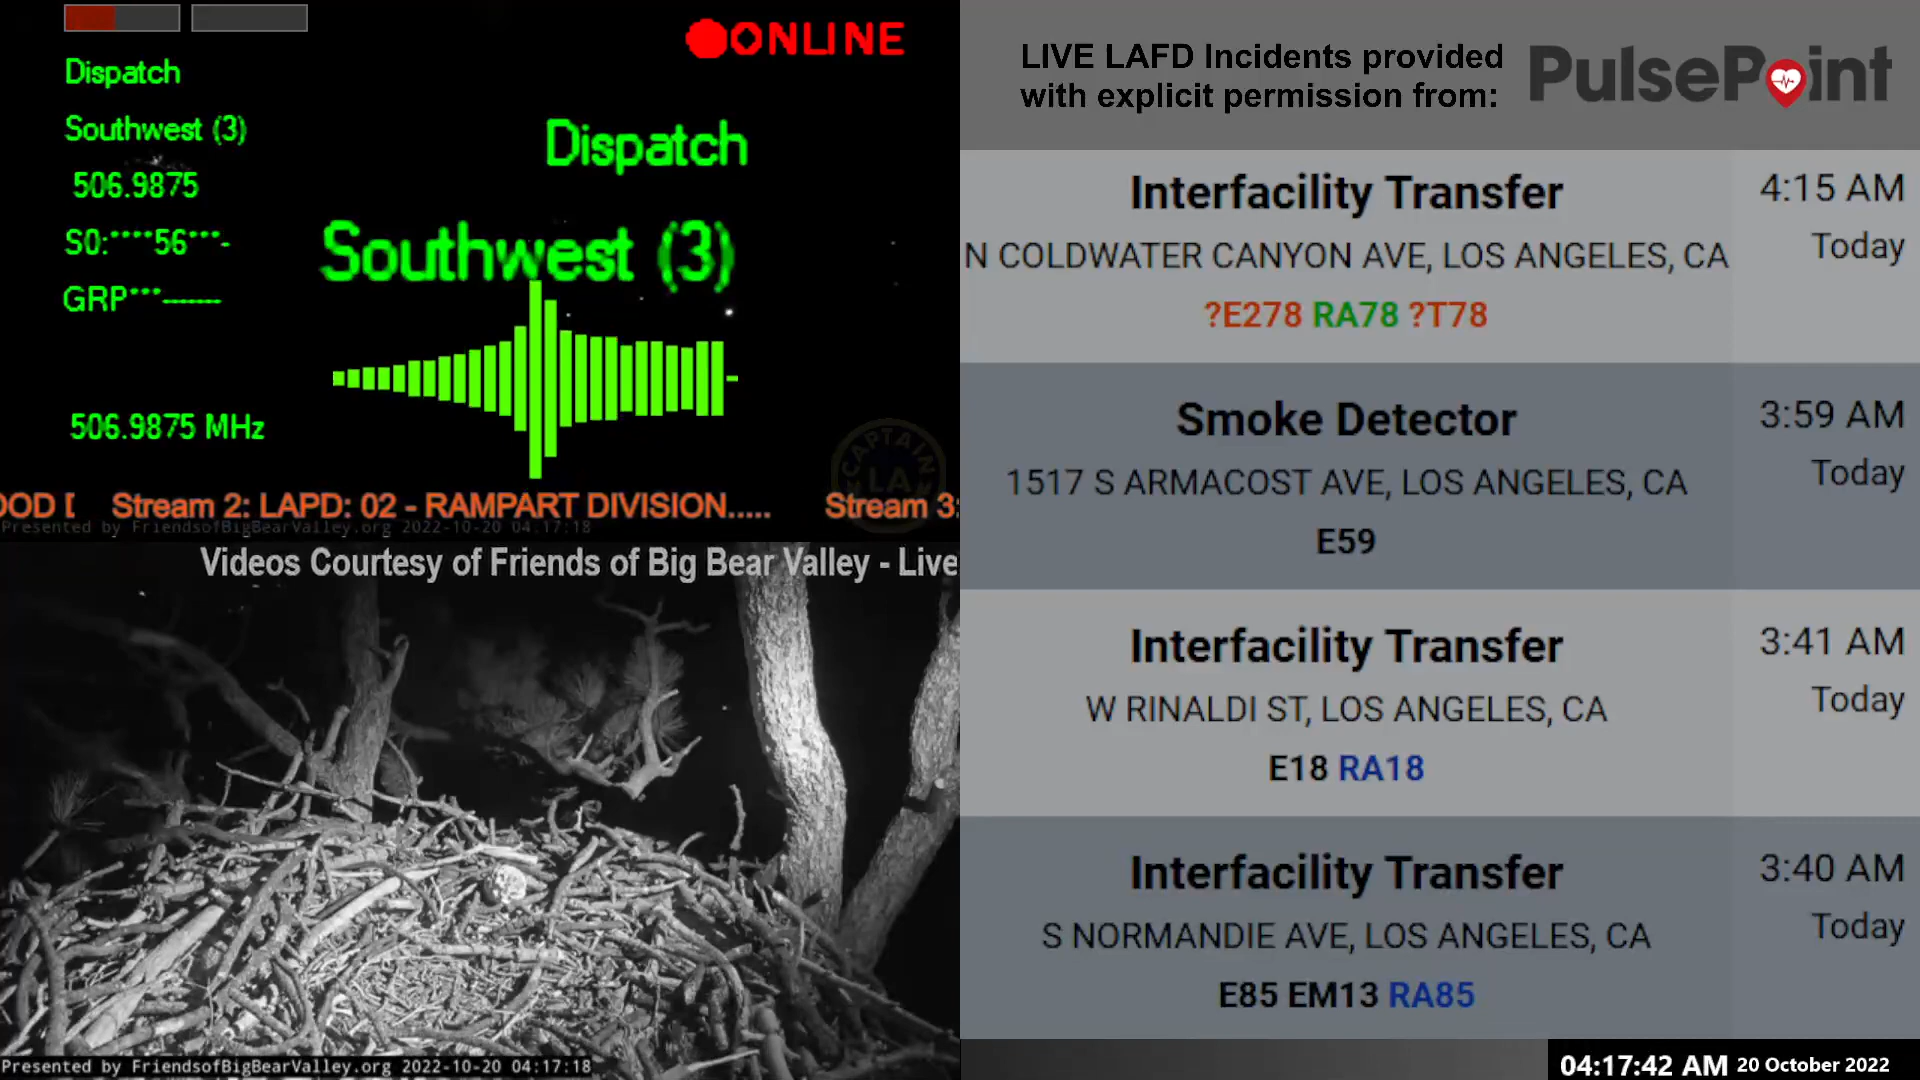 ONLINE
Dispatch
Southwest (3)
506.9875
S0:****56***-
GRP***-------
506.9875 MHz
Dispatch
Southwest (3)
CAPTAIN
LA
Stream 2: LAPD: 02 - RAMPART DIVISION..... Stream 3:
Presented by FriendsofBigBearValley.org 2022-10-20 04:17:18
Videos Courtesy of Friends of Big Bear Valley - Live
Presented by FriendsofBigBearValley.org 2022-10-20 04:17:18
LIVE LAFD Incidents provided
with explicit permission from:
PulsePoint
Interfacility Transfer
4:15 AM
Today
N COLDWATER CANYON AVE, LOS ANGELES, CA
?E278 RA78 ?T78
Smoke Detector
3:59 AM
Today
1517 S ARMACOST AVE, LOS ANGELES, CA
E59
Interfacility Transfer
3:41 AM
Today
W RINALDI ST, LOS ANGELES, CA
E18 RA18
Interfacility Transfer
3:40 AM
Today
S NORMANDIE AVE, LOS ANGELES, CA
E85 EM13 RA85
04:17:42 AM 20 October 2022